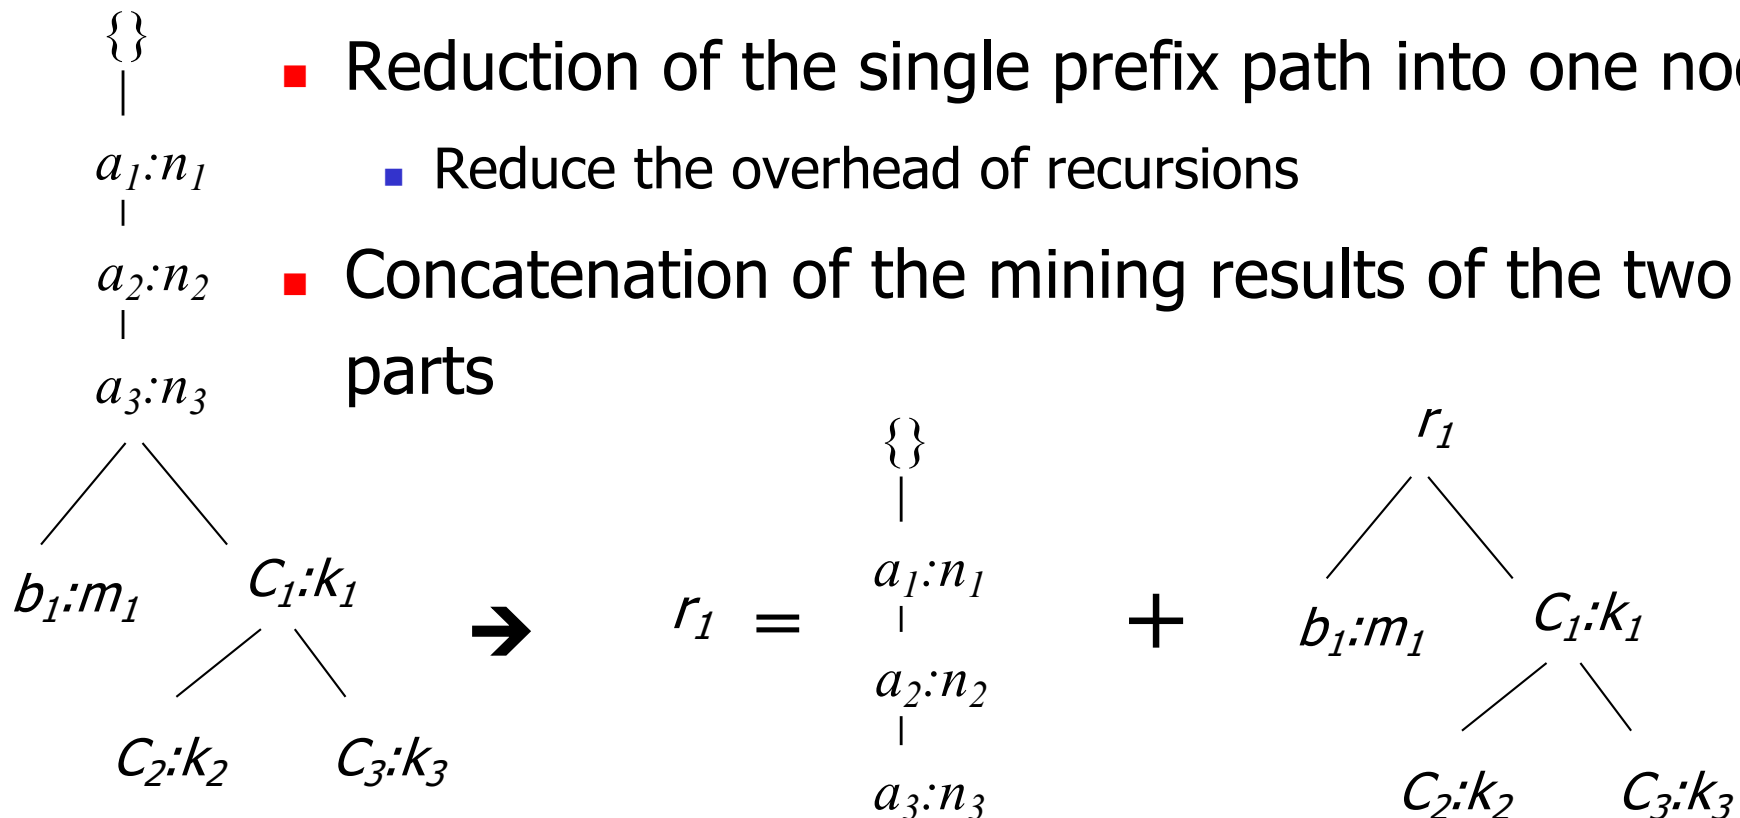 {}
■ Reduction of the single prefix path into one
a₁:n₁
■ Reduce the overhead of recursions
a₂:n₂
■ Concatenation of the mining results of the two
a₃:n₃
parts
b₁:m₁
C₁:k₁
C₂:k₂
C₃:k₃
➔
r₁ =
{}
a₁:n₁
a₂:n₂
a₃:n₃
+
r₁
b₁:m₁
C₁:k₁
C₂:k₂
C₃:k₃